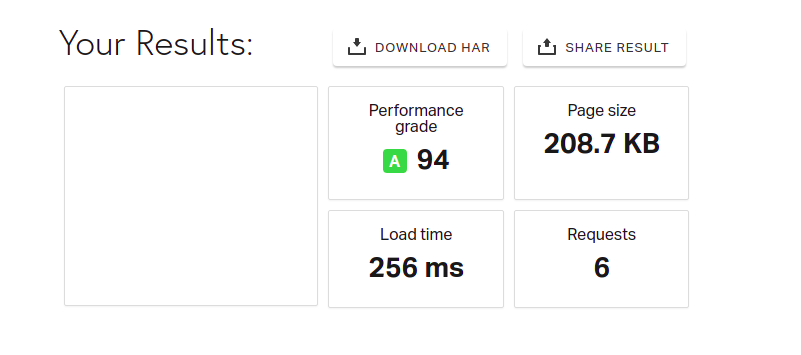 Your Results:
DOWNLOAD HAR
SHARE RESULT
Performance
grade
A 94
Page size
208.7 KB
Load time
256 ms
Requests
6